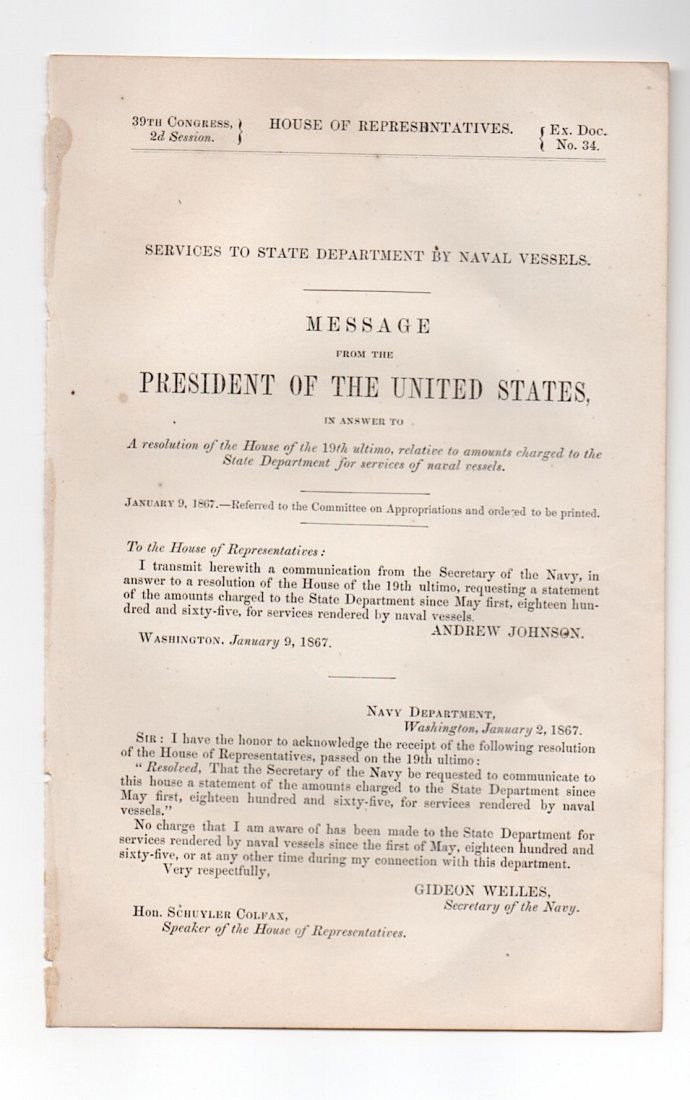 39TH CONGRESS, } HOUSE OF REPRESENTATIVES. { Ex. Doc.
2d Session. } { No. 34.
SERVICES TO STATE DEPARTMENT BY NAVAL VESSELS.
MESSAGE
FROM THE
PRESIDENT OF THE UNITED STATES,
IN ANSWER TO
A resolution of the House of the 19th ultimo, relative to amounts charged to the
State Department for services of naval vessels.
JANUARY 9, 1867.—Referred to the Committee on Appropriations and ordered to be printed.
To the House of Representatives:
I transmit herewith a communication from the Secretary of the Navy, in
answer to a resolution of the House of the 19th ultimo, requesting a statement
of the amounts charged to the State Department since May first, eighteen hun-
dred and sixty-five, for services rendered by naval vessels.
ANDREW JOHNSON.
WASHINGTON, January 9, 1867.
NAVY DEPARTMENT,
Washington, January 2, 1867.
SIR: I have the honor to acknowledge the receipt of the following resolution
of the House of Representatives, passed on the 19th ultimo:
"Resolved, That the Secretary of the Navy be requested to communicate to
this house a statement of the amounts charged to the State Department since
May first, eighteen hundred and sixty-five, for services rendered by naval
vessels."
No charge that I am aware of has been made to the State Department for
services rendered by naval vessels since the first of May, eighteen hundred and
sixty-five, or at any other time during my connection with this department.
Very respectfully,
GIDEON WELLES,
Secretary of the Navy.
Hon. SCHUYLER COLFAX,
Speaker of the House of Representatives.